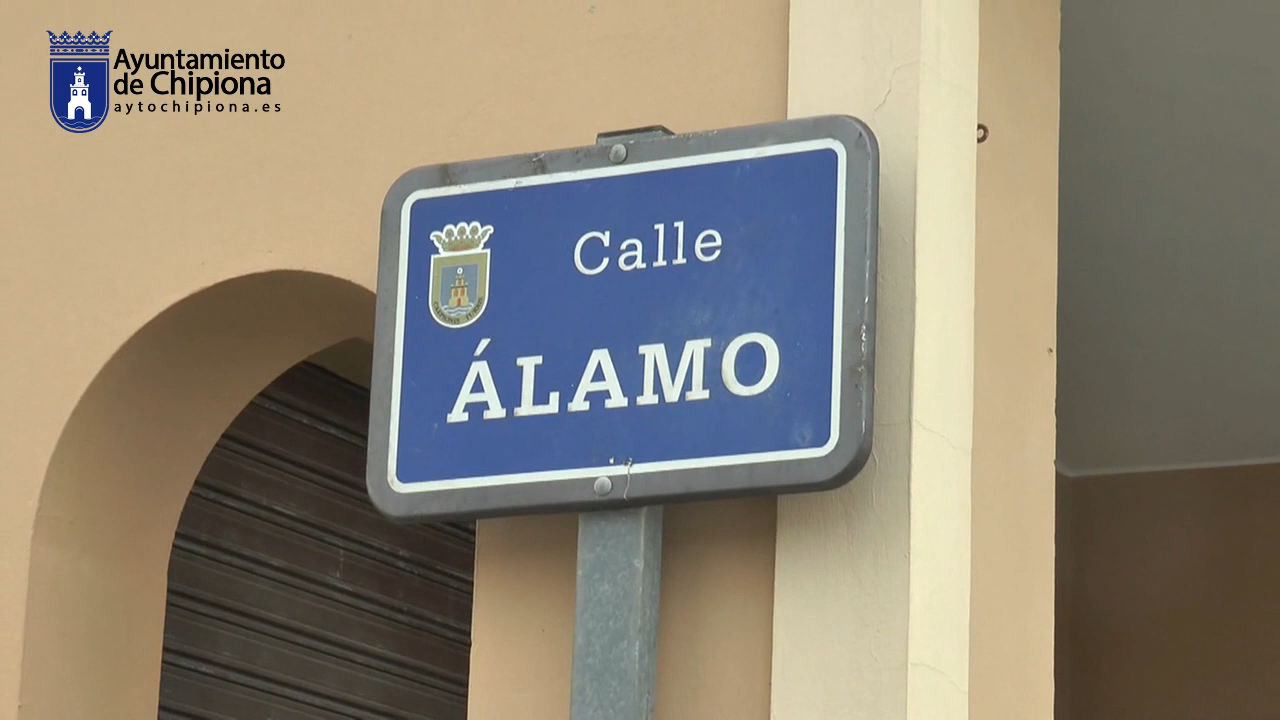 Ayuntamiento
de Chipiona
aytochipiona.es
Calle
ÁLAMO